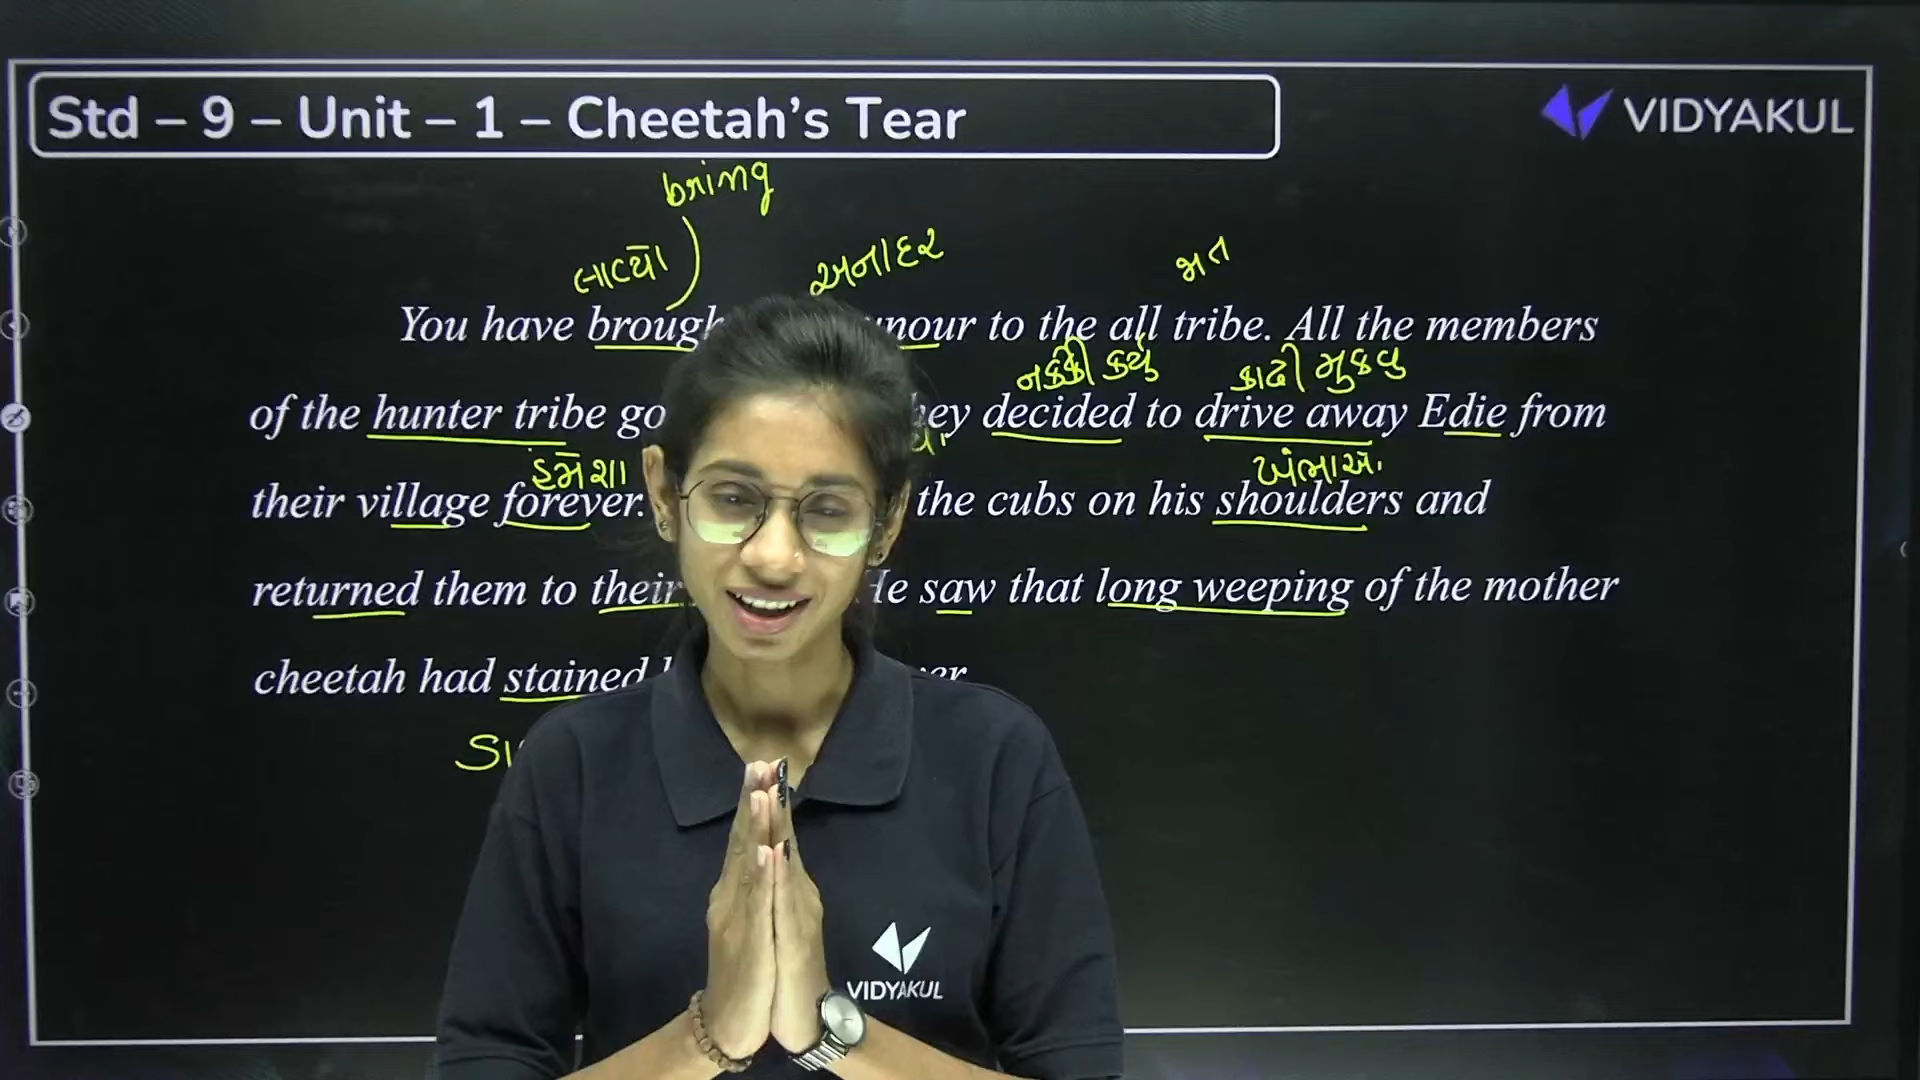 Std – 9 – Unit – 1 – Cheetah's Tear
VIDYAKUL
bring
લાવ્યો
અનાદર
You have brough nour to the all tribe. All the members
નક્કી કર્યું
કાઢી મુકવુ
of the hunter tribe go hey decided to drive away Edie from
હંમેશા
ખંભાએ
their village forever. the cubs on his shoulders and
returned them to their He saw that long weeping of the mother
cheetah had stained er
VIDYAKUL